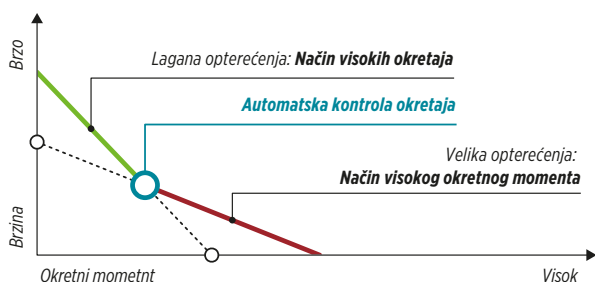 Brzo
Lagana opterećenja: Način visokih okretaja
Automatska kontrola okretaja
Velika opterećenja:
Način visokog okretnog momenta
Brzina
Okretni mometnt
Visok